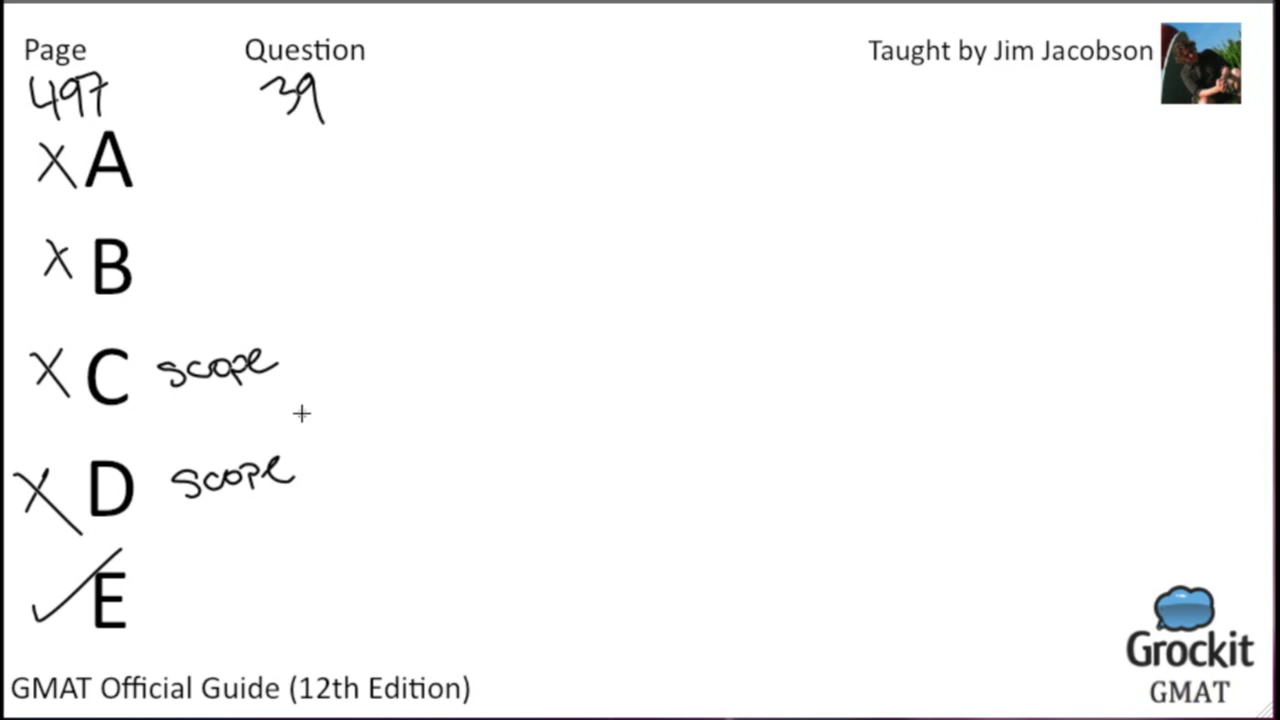 Page Question Taught by Jim Jacobson
497 39
X A
X B
X C scope
X D scope
✓ E
Grockit
GMAT
GMAT Official Guide (12th Edition)